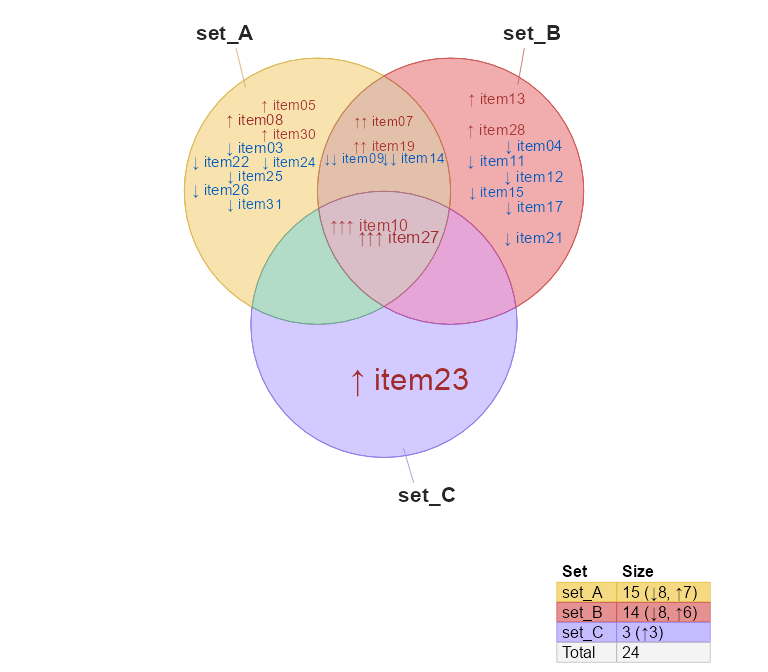 set_A
set_B
↑ item05
↑ item08
↑ item30
↓ item03
↓ item22
↓ item24
↓ item25
↓ item26
↓ item31
↑↑ item07
↑↑ item19
↓↓ item09
↓↓ item14
↑ item13
↑ item28
↓ item04
↓ item11
↓ item12
↓ item15
↓ item17
↓ item21
↑↑↑ item10
↑↑↑ item27
↑ item23
set_C
Set Size
set_A 15 (↓8, ↑7)
set_B 14 (↓8, ↑6)
set_C 3 (↑3)
Total 24